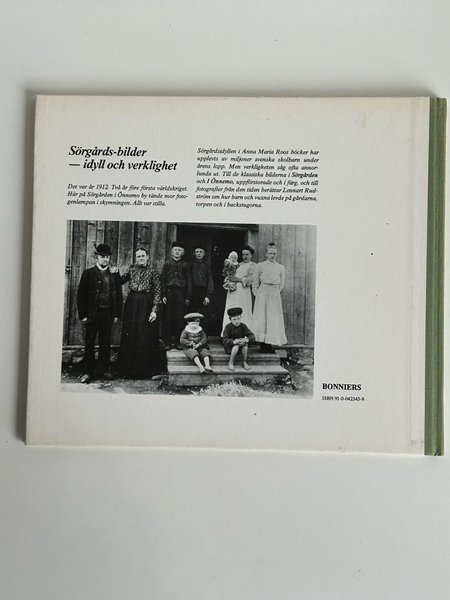 Sörgårds-bilder
— idyll och verklighet
Det var år 1912. Två år före första världskriget.
Här på Sörgården i Önnemo by tände mor foto-
genlampan i skymningen. Allt var stilla.
Sörgårdsidyllen i Anna Maria Roos böcker har
upplevts av miljoner svenska skolbarn under
årens lopp. Men verkligheten såg ofta annor-
lunda ut. Till de klassiska bilderna i Sörgården
och I Önnemo, uppförstorade och i färg, och till
fotografier från den tiden berättar Lennart Rud-
ström om hur barn och vuxna levde på gårdarna,
torpen och i backstugorna.
BONNIERS
ISBN 91-0-042345-9